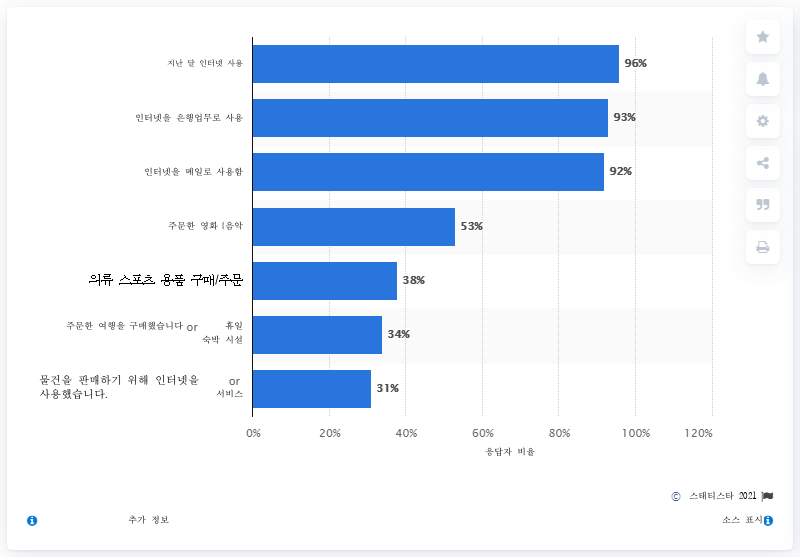 지난 달 인터넷 사용
96%
인터넷을 은행업무로 사용
93%
인터넷을 메일로 사용함
92%
주문한 영화 |음악
53%
의류 스포츠 용품 구매/주문
38%
주문한 여행을 구매했습니다 or 휴일
숙박 시설
34%
물건을 판매하기 위해 인터넷을 or
사용했습니다. 서비스
31%
0% 20% 40% 60% 80% 100% 120%
응답자 비율
© 스태티스타 2021
추가 정보 소스 표시